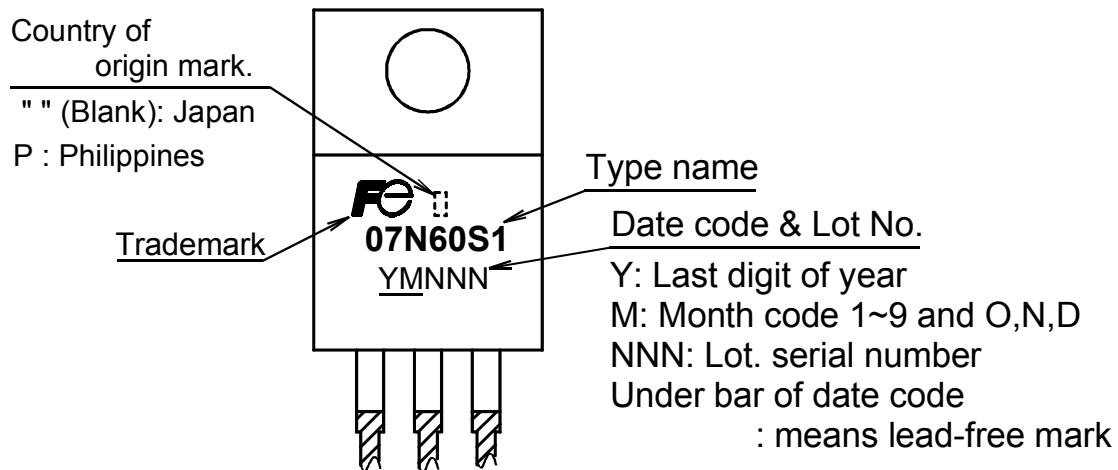 Country of
origin mark.
" " (Blank): Japan
P : Philippines
Trademark
Fe
07N60S1
YMNNN
Type name
Date code & Lot No.
Y: Last digit of year
M: Month code 1~9 and O,N,D
NNN: Lot. serial number
Under bar of date code
: means lead-free mark